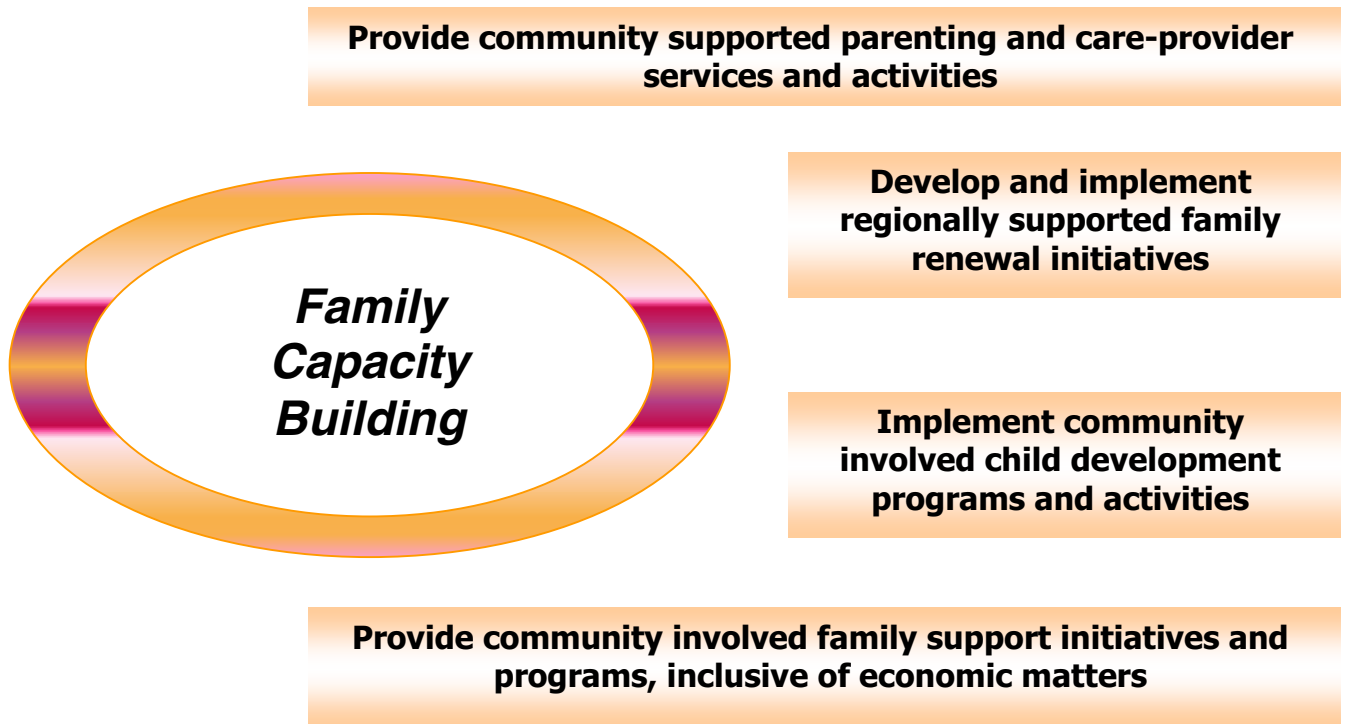 Provide community supported parenting and care-provider
services and activities
Develop and implement
regionally supported family
renewal initiatives
Family
Capacity
Building
Implement community
involved child development
programs and activities
Provide community involved family support initiatives and
programs, inclusive of economic matters